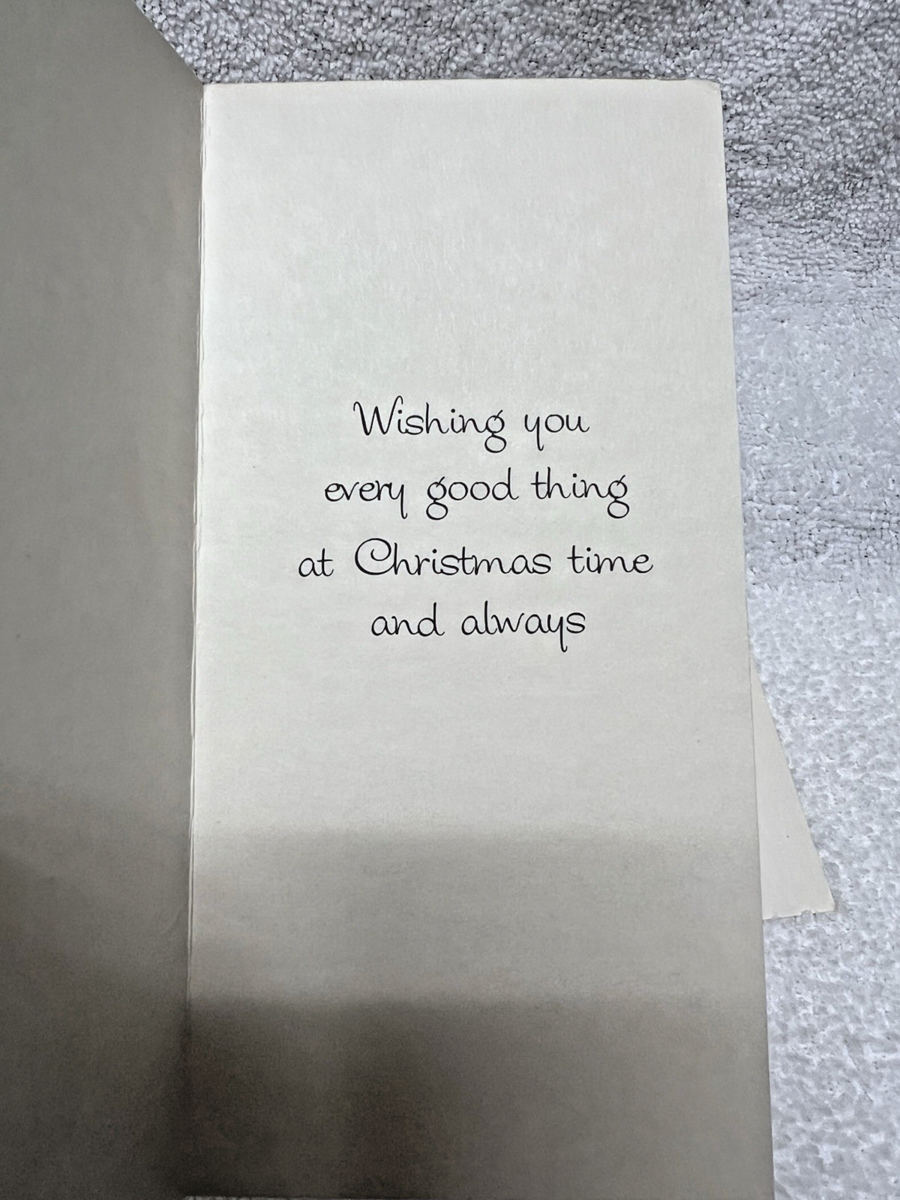 Wishing you
every good thing
at Christmas time
and always